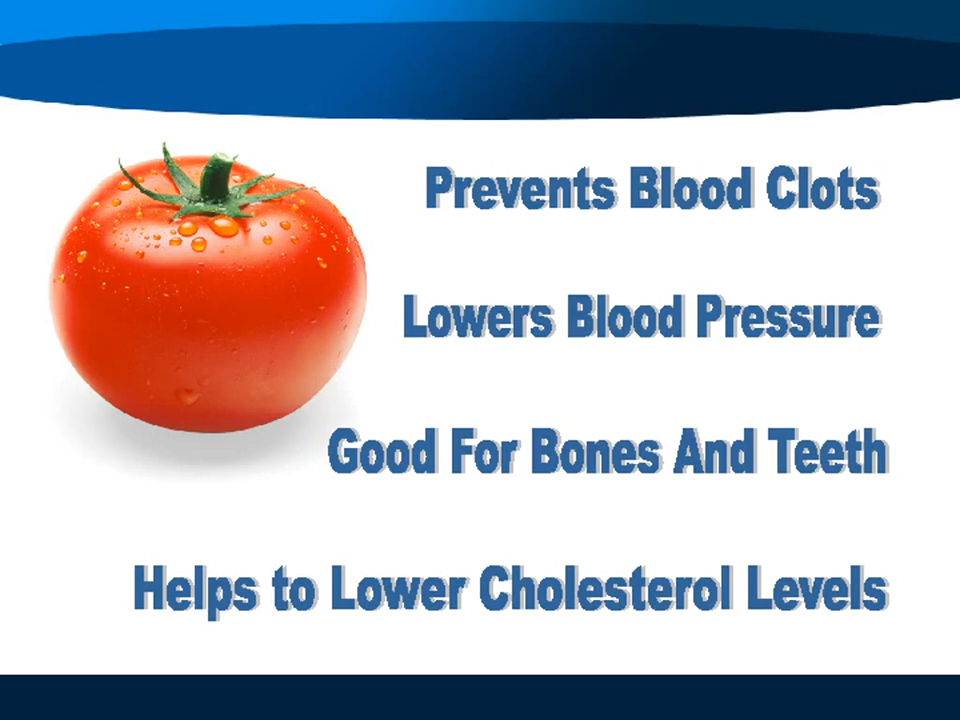 Prevents Blood Clots
Lowers Blood Pressure
Good For Bones And Teeth
Helps to Lower Cholesterol Levels